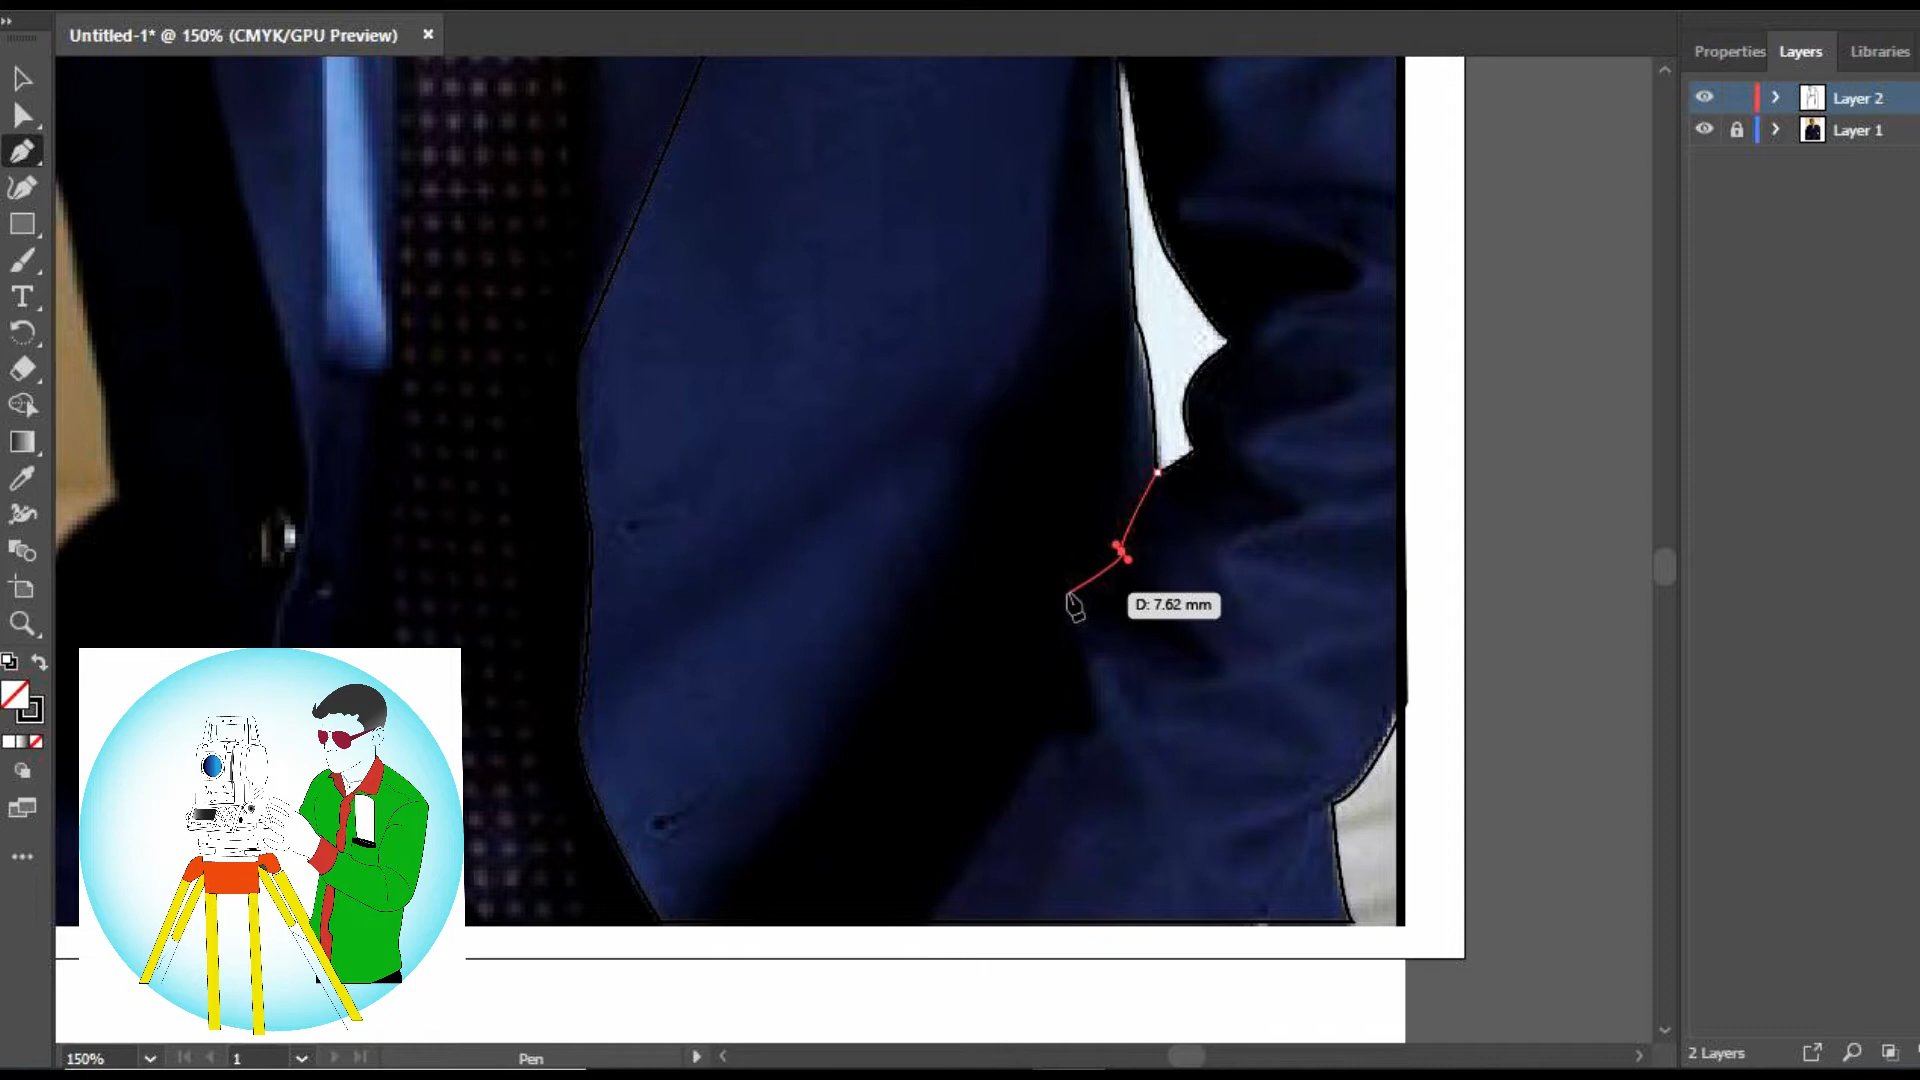 Untitled-1* @ 150% (CMYK/GPU Preview)
Properties
Layers
Libraries
Layer 2
Layer 1
D: 7.62 mm
150%
1
Pen
2 Layers